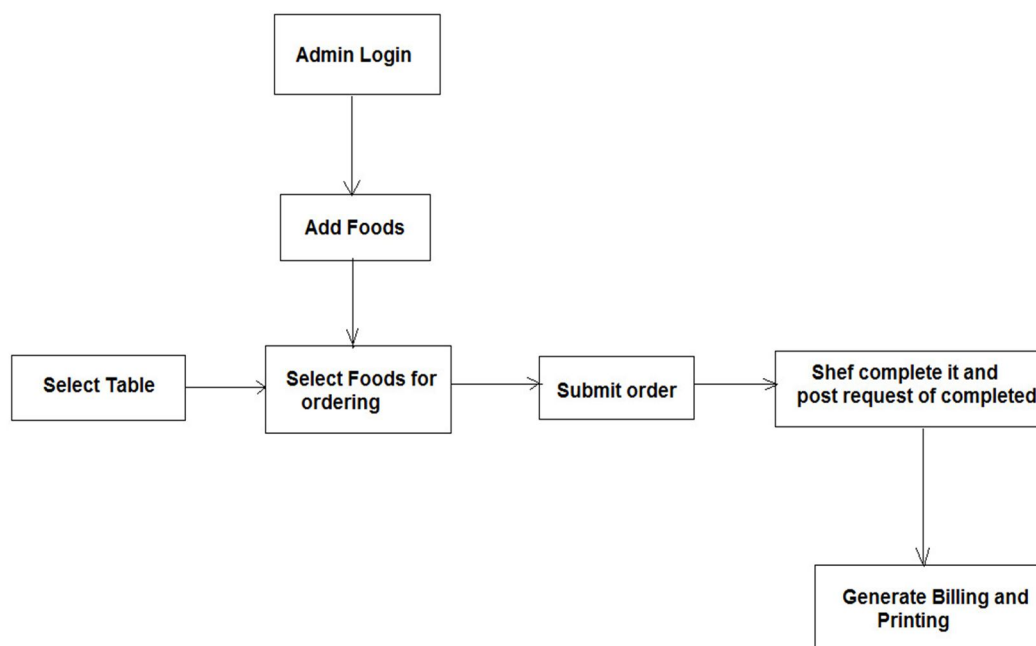 Admin Login
Add Foods
Select Table
Select Foods for
ordering
Submit order
Shef complete it and
post request of completed
Generate Billing and
Printing